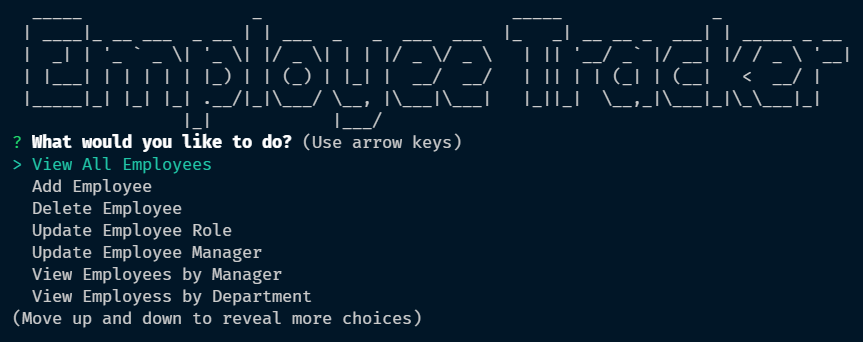 Employee Tracker
? What would you like to do? (Use arrow keys)
> View All Employees
Add Employee
Delete Employee
Update Employee Role
Update Employee Manager
View Employees by Manager
View Employess by Department
(Move up and down to reveal more choices)